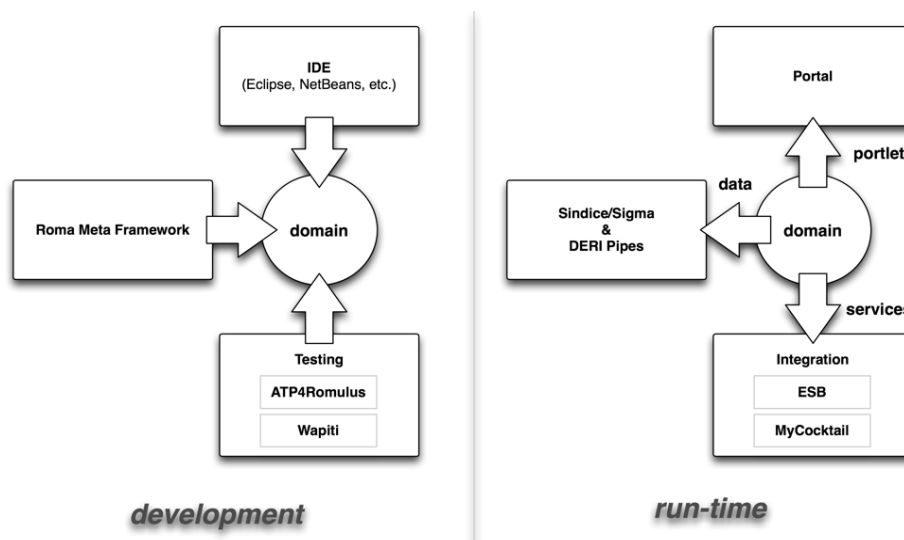 IDE
(Eclipse, NetBeans, etc.)
Roma Meta Framework
domain
Testing
ATP4Romulus
Wapiti
development
Portal
portlet
data
Sindice/Sigma
&
DERI Pipes
domain
services
Integration
ESB
MyCocktail
run-time